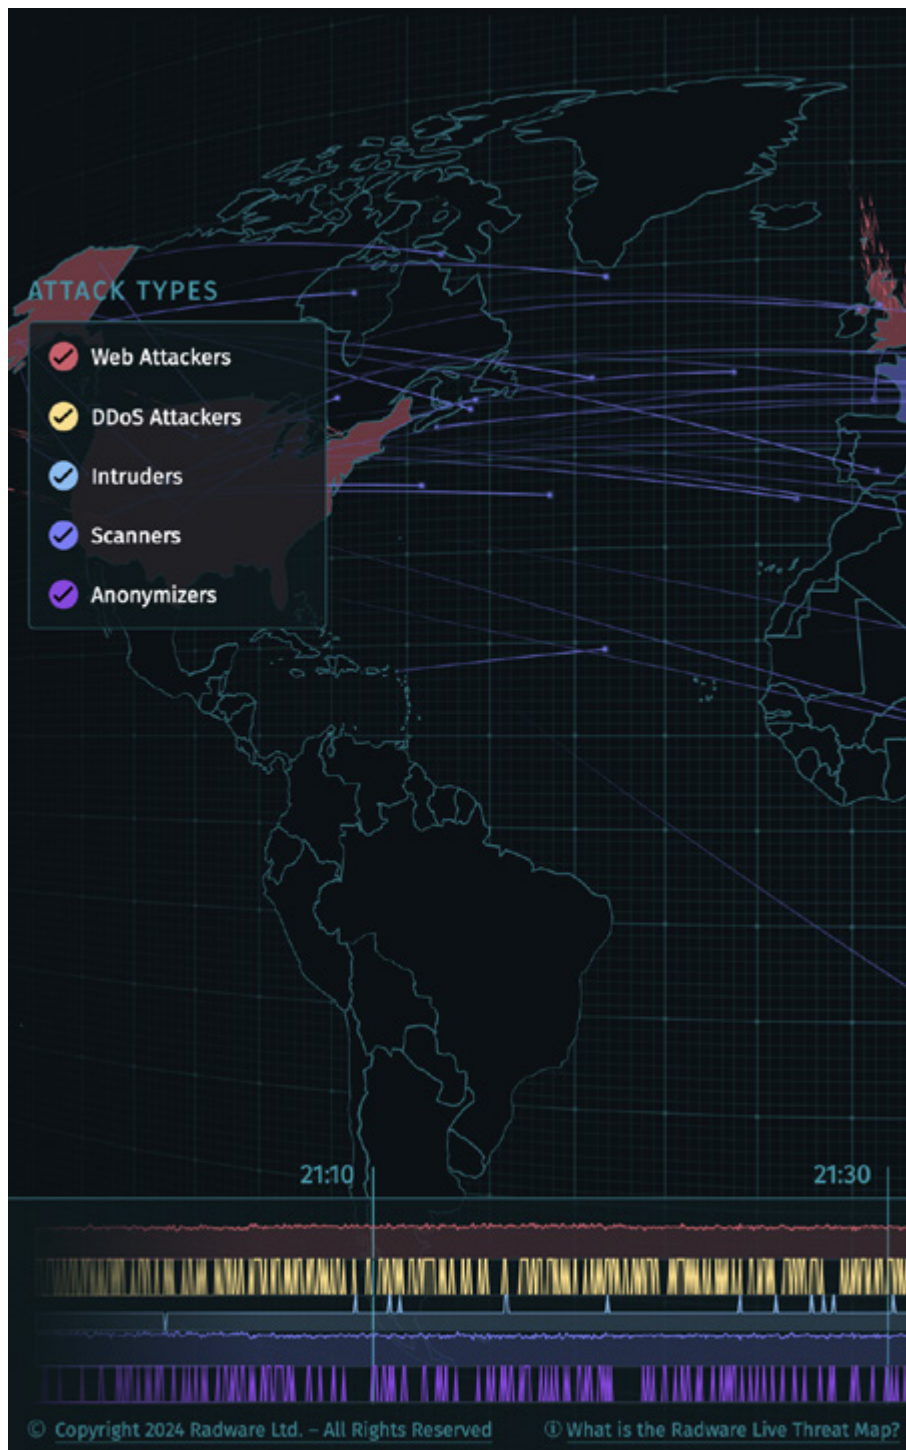 ATTACK TYPES
Web Attackers
DDoS Attackers
Intruders
Scanners
Anonymizers
21:10
21:30
© Copyright 2024 Radware Ltd. – All Rights Reserved
ⓘ What is the Radware Live Threat Map?